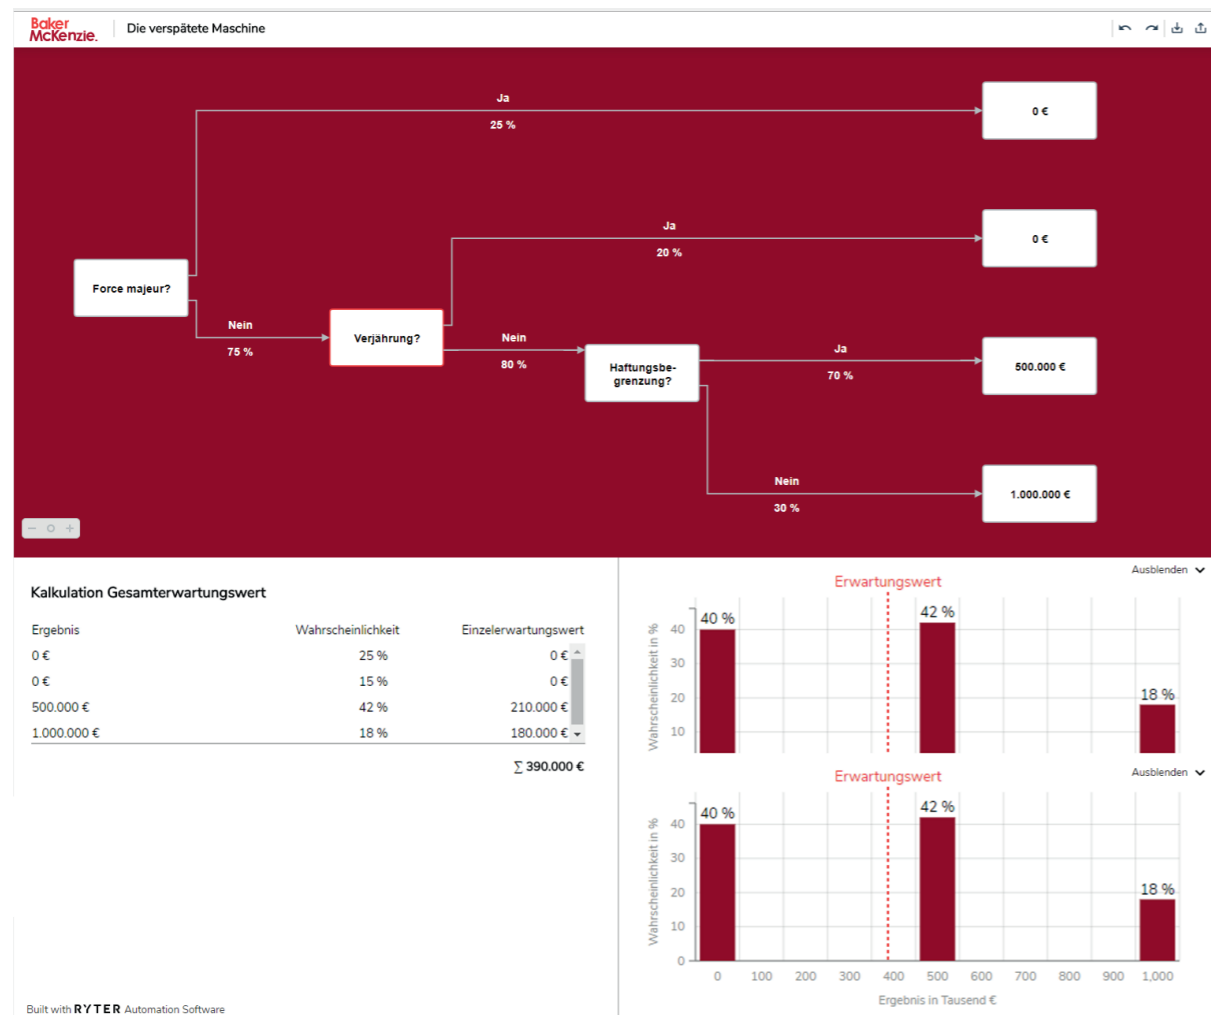 Baker
McKenzie.
Die verspätete Maschine
Ja
25 %
0 €
Ja
20 %
0 €
Force majeur?
Nein
75 %
Verjährung?
Nein
80 %
Haftungsbe-
grenzung?
Ja
70 %
500.000 €
Nein
30 %
1.000.000 €
Kalkulation Gesamterwartungswert
Ergebnis Wahrscheinlichkeit Einzelerwartungswert
0 € 25 % 0 €
0 € 15 % 0 €
500.000 € 42 % 210.000 €
1.000.000 € 18 % 180.000 €
∑ 390.000 €
Ausblenden
Erwartungswert
Wahrscheinlichkeit in %
40
30
20
10
40 %
42 %
18 %
Ausblenden
Erwartungswert
Wahrscheinlichkeit in %
40
30
20
10
0
40 %
42 %
18 %
0 100 200 300 400 500 600 700 800 900 1,000
Ergebnis in Tausend €
Built with RYTER Automation Software